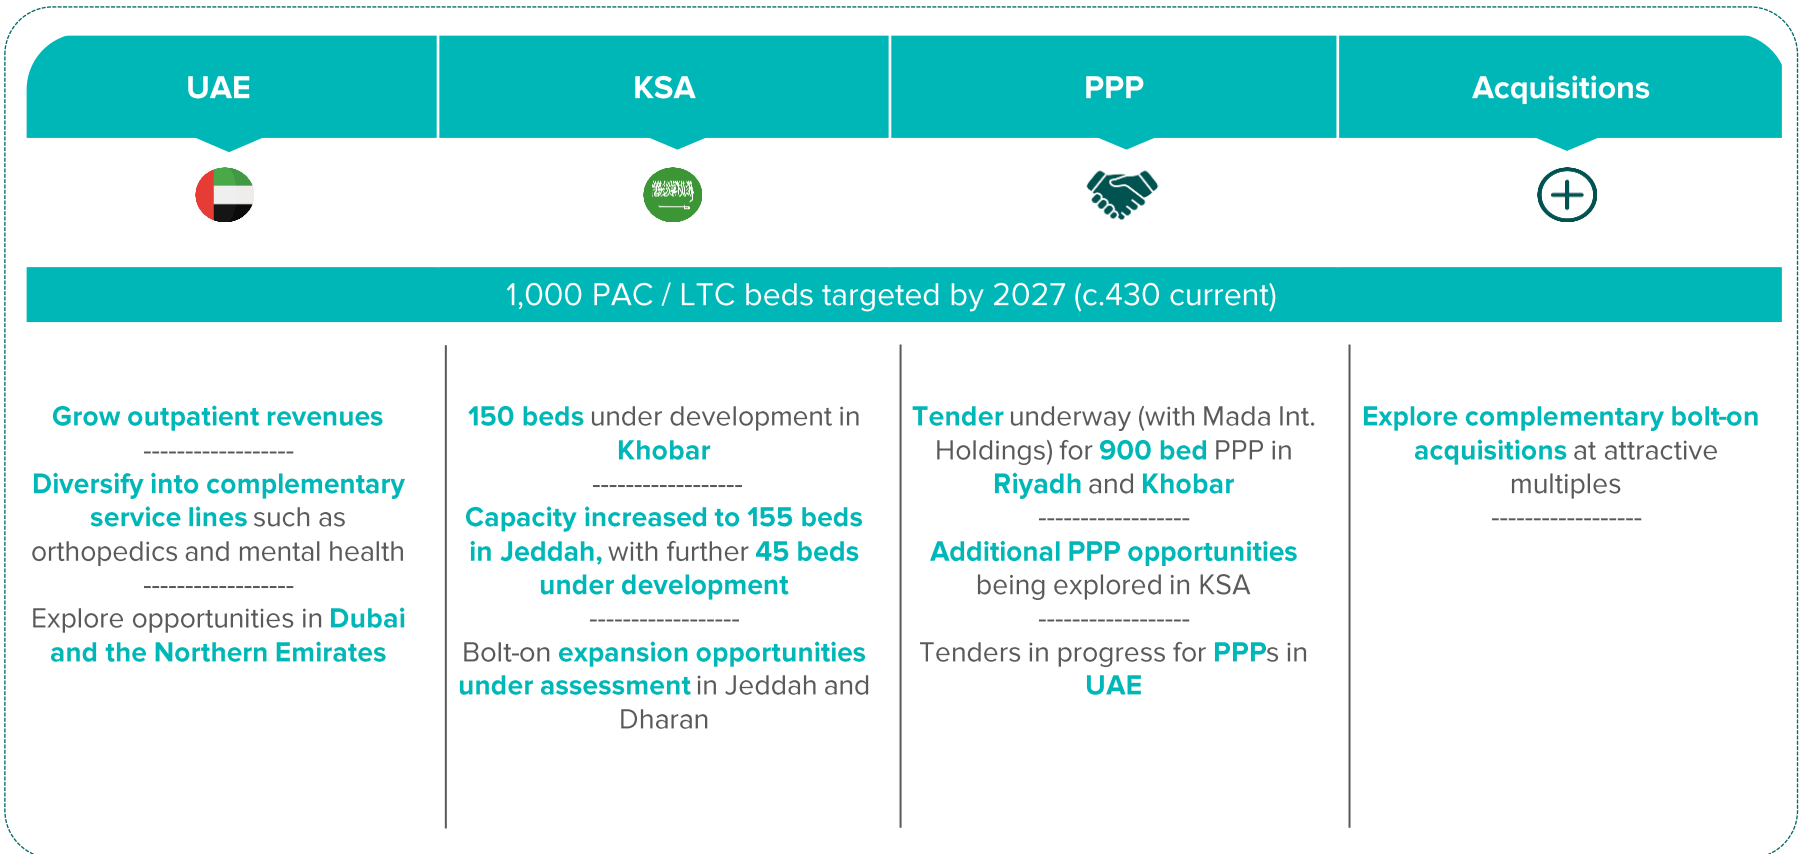 UAE
KSA
PPP
Acquisitions
1,000 PAC / LTC beds targeted by 2027 (c.430 current)
Grow outpatient revenues
------------------
Diversify into complementary
service lines such as
orthopedics and mental health
------------------
Explore opportunities in Dubai
and the Northern Emirates
150 beds under development in
Khobar
------------------
Capacity increased to 155 beds
in Jeddah, with further 45 beds
under development
------------------
Bolt-on expansion opportunities
under assessment in Jeddah and
Dharan
Tender underway (with Mada Int.
Holdings) for 900 bed PPP in
Riyadh and Khobar
------------------
Additional PPP opportunities
being explored in KSA
------------------
Tenders in progress for PPPs in
UAE
Explore complementary bolt-on
acquisitions at attractive
multiples
------------------